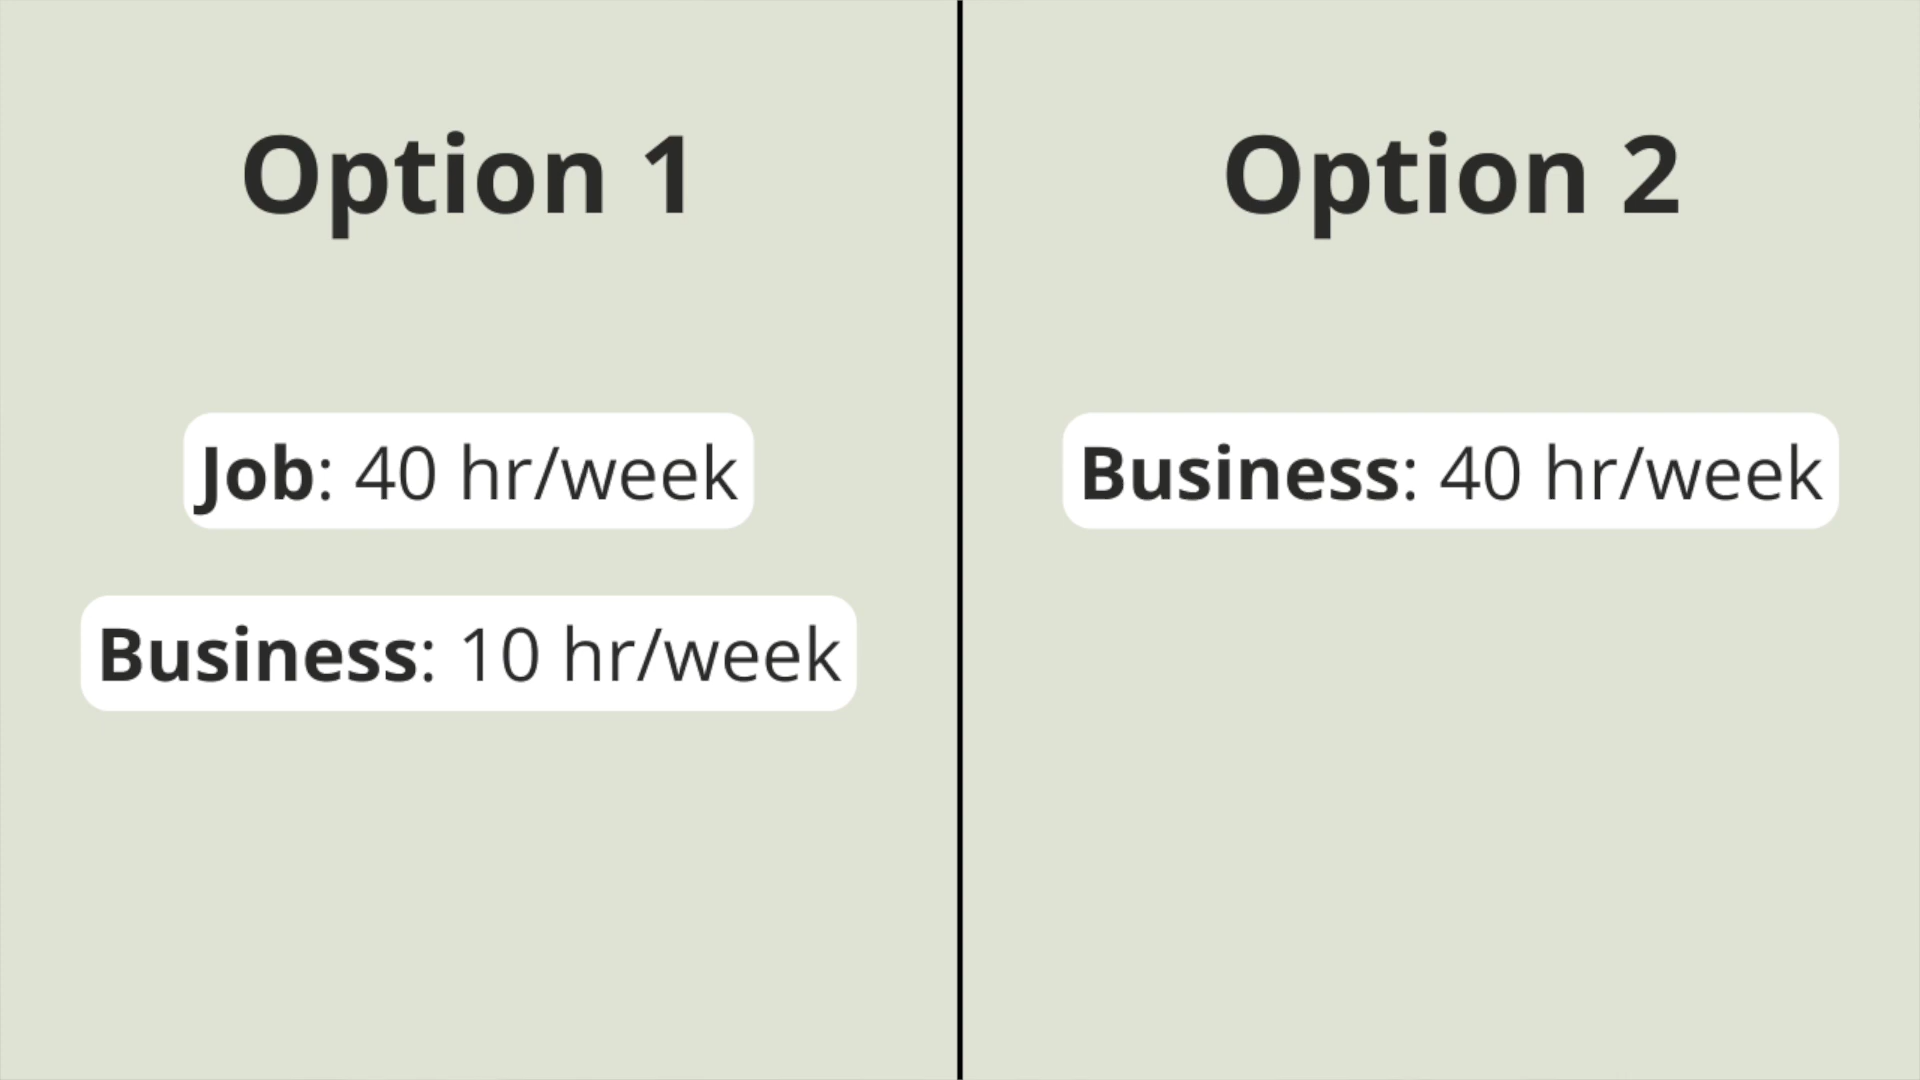 Option 1
Job: 40 hr/week
Business: 10 hr/week
Option 2
Business: 40 hr/week